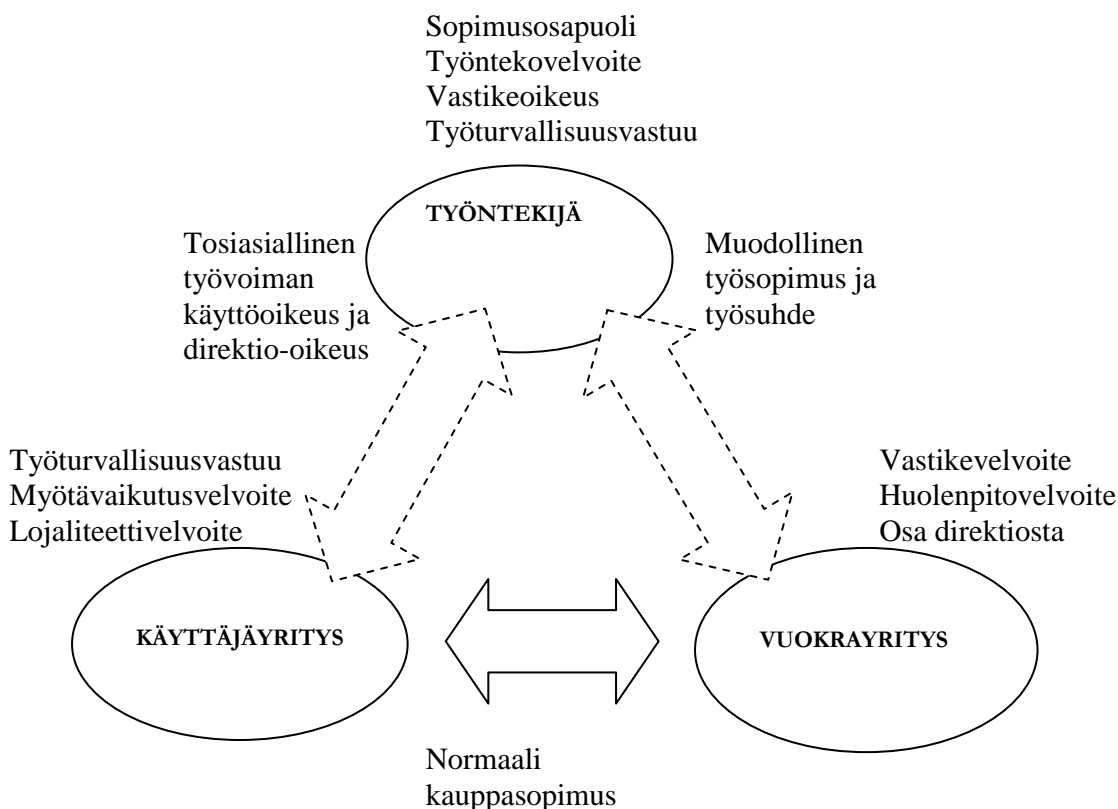 Sopimusosapuoli
Työntekovelvoite
Vastikeoikeus
Työturvallisuusvastuu
TYÖNTEKIJÄ
Tosiasiallinen
työvoiman
käyttöoikeus ja
direktio-oikeus
Muodollinen
työsopimus ja
työsuhde
Työturvallisuusvastuu
Myötävaikutusvelvoite
Lojaliteettivelvoite
Vastikevelvoite
Huolenpitovelvoite
Osa direktiosta
KÄYTTÄJÄYRITYS
VUOKRAYRITYS
Normaali
kauppasopimus